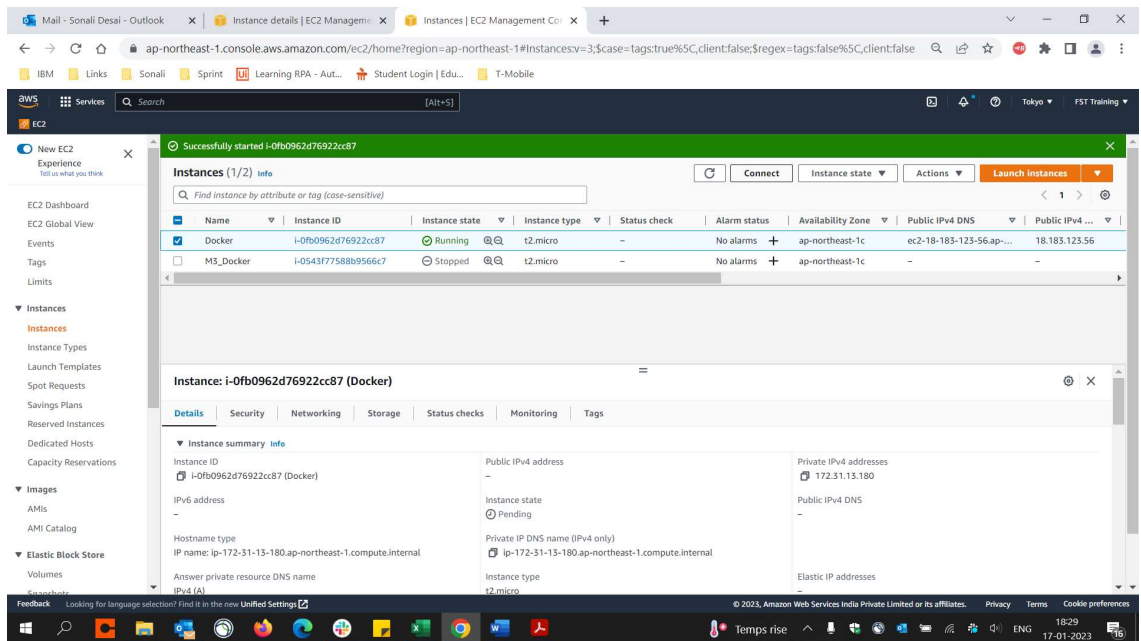 Mail - Sonali Desai - Outlook
Instance details | EC2 Manageme
Instances | EC2 Management Con
ap-northeast-1.console.aws.amazon.com/ec2/home?region=ap-northeast-1#Instances:v=3;$case=tags:true%5C,client:false;$regex=tags:false%5C,client:false
IBM Links Sonali Sprint Ui Learning RPA - Aut... Student Login | Edu... T-Mobile
aws Services Search [Alt+S] Tokyo ▼ FST Training ▼
EC2
New EC2 Experience
Tell us what you think
EC2 Dashboard
EC2 Global View
Events
Tags
Limits
▼ Instances
Instances
Instance Types
Launch Templates
Spot Requests
Savings Plans
Reserved Instances
Dedicated Hosts
Capacity Reservations
▼ Images
AMIs
AMI Catalog
▼ Elastic Block Store
Volumes
Snapshots
Successfully started i-0fb0962d76922cc87
Instances (1/2) Info Connect Instance state ▼ Actions ▼ Launch instances ▼
Find instance by attribute or tag (case-sensitive) < 1 >
Name Instance ID Instance state Instance type Status check Alarm status Availability Zone Public IPv4 DNS Public IPv4 ...
Docker i-0fb0962d76922cc87 Running t2.micro – No alarms + ap-northeast-1c ec2-18-183-123-56.ap-... 18.183.123.56
M3_Docker i-0543f77588b9566c7 Stopped t2.micro – No alarms + ap-northeast-1c – –
Instance: i-0fb0962d76922cc87 (Docker)
Details Security Networking Storage Status checks Monitoring Tags
▼ Instance summary Info
Instance ID Public IPv4 address Private IPv4 addresses
i-0fb0962d76922cc87 (Docker) – 172.31.13.180
IPv6 address Instance state Public IPv4 DNS
– Pending –
Hostname type Private IP DNS name (IPv4 only)
IP name: ip-172-31-13-180.ap-northeast-1.compute.internal ip-172-31-13-180.ap-northeast-1.compute.internal
Answer private resource DNS name Instance type Elastic IP addresses
IPv4 (A) t2.micro –
Feedback Looking for language selection? Find it in the new Unified Settings © 2023, Amazon Web Services India Private Limited or its affiliates. Privacy Terms Cookie preferences
Temps rise ENG 18:29
17-01-2023 16